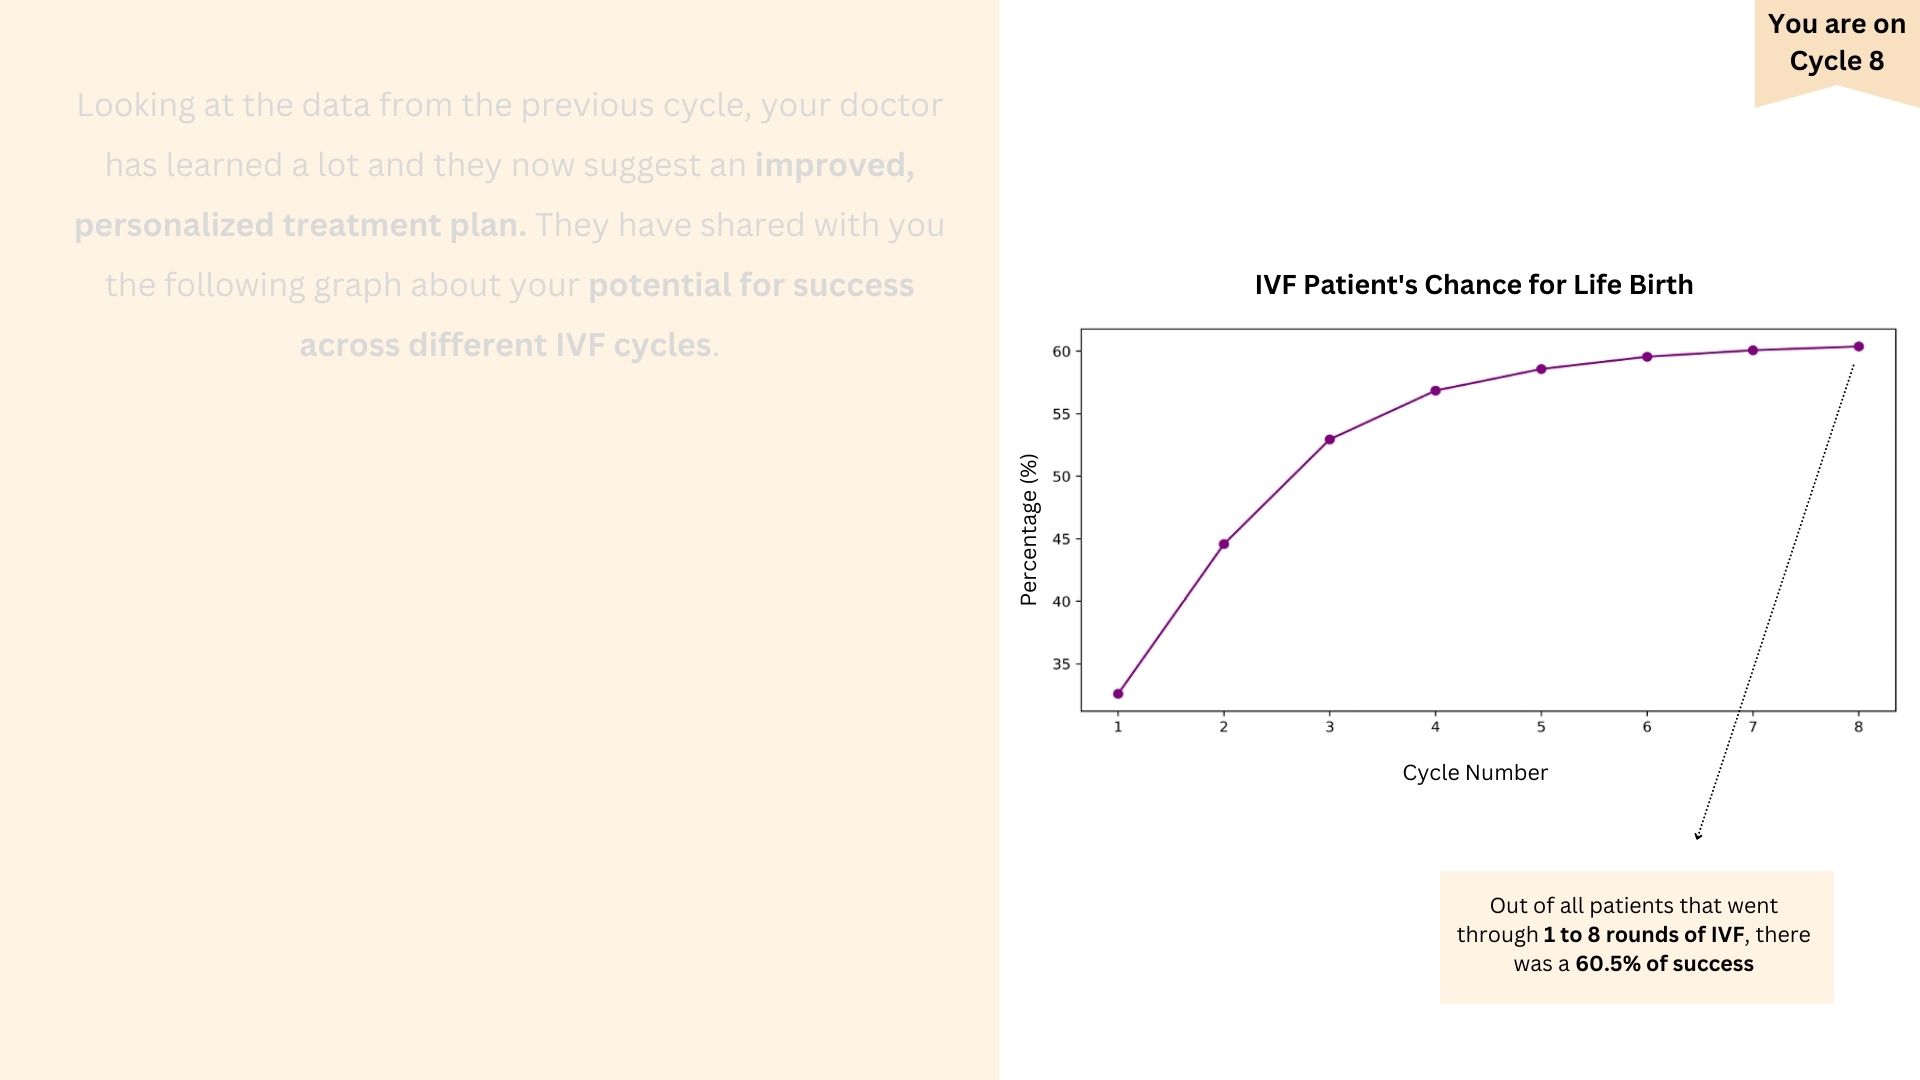 Looking at the data from the previous cycle, your doctor
has learned a lot and they now suggest an improved,
personalized treatment plan. They have shared with you
the following graph about your potential for success
across different IVF cycles.
You are on
Cycle 8
IVF Patient's Chance for Life Birth
Percentage (%)
60
55
50
45
40
35
1 2 3 4 5 6 7 8
Cycle Number
Out of all patients that went
through 1 to 8 rounds of IVF, there
was a 60.5% of success